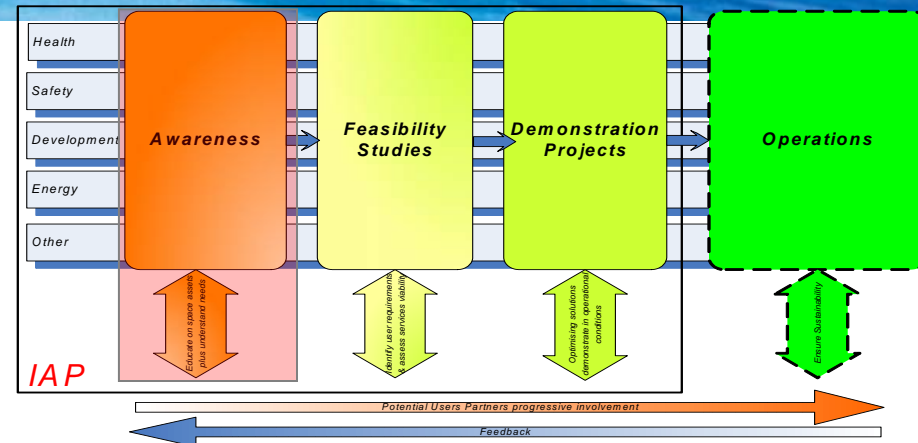 Health
Safety
Development
Energy
Other
Awareness
Feasibility
Studies
Demonstration
Projects
Operations
Educate on space assets
plus understand needs
Identify user requirements
& assess services viability
Optimising solutions
demonstrate in operational
conditions
Ensure Sustainability
IAP
Potential Users Partners progressive involvement
Feedback